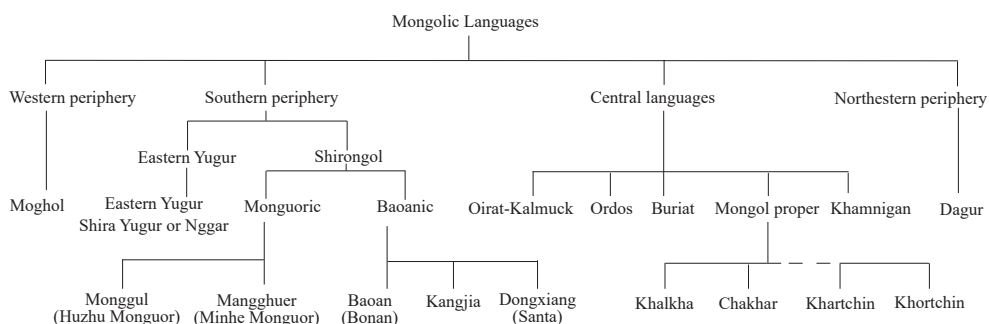 Mongolic Languages
Western periphery Southern periphery Central languages Northestern periphery
Eastern Yugur Shirongol
Moghol Eastern Yugur Monguoric Baoanic Oirat-Kalmuck Ordos Buriat Mongol proper Khamnigan Dagur
Shira Yugur or Nggar
Monggul Mangghuer Baoan Kangjia Dongxiang Khalkha Chakhar Khartchin Khortchin
(Huzhu Monguor) (Minhe Monguor) (Bonan) (Santa)